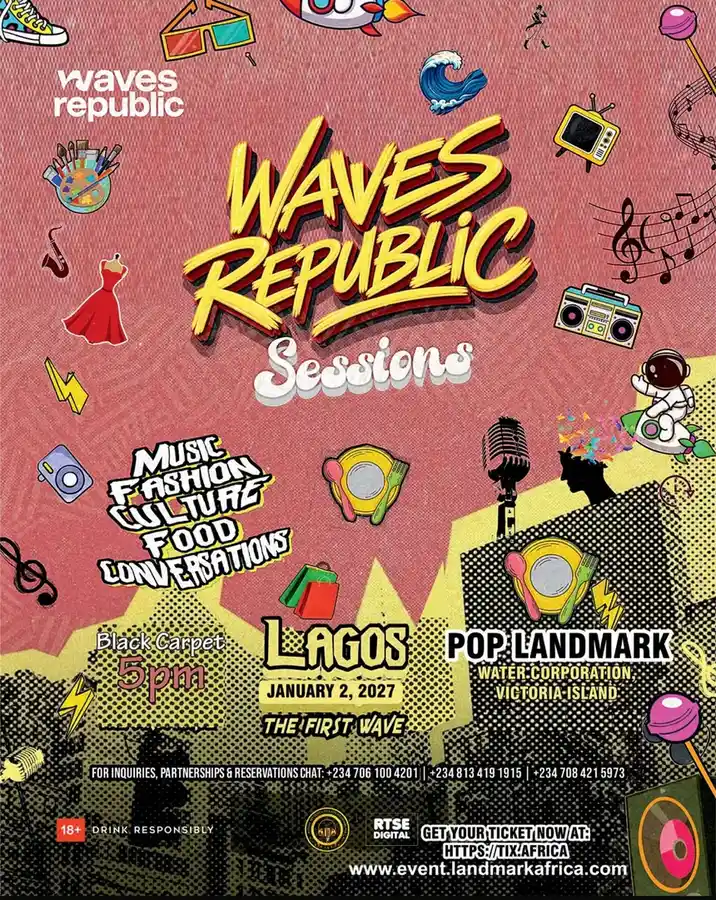 waves
republic
WAVES
REPUBLIC
Sessions
MUSIC
FASHION
CULTURE
FOOD
CONVERSATIONS
Black Carpet
5pm
LAGOS
JANUARY 2, 2027
THE FIRST WAVE
POP LANDMARK
WATER CORPORATION,
VICTORIA ISLAND
FOR INQUIRIES, PARTNERSHIPS & RESERVATIONS CHAT: +234 706 100 4201 | +234 813 419 1915 | +234 708 421 5973
18+ DRINK RESPONSIBLY
RTSE
DIGITAL
GET YOUR TICKET NOW AT:
HTTPS://TIX.AFRICA
www.event.landmarkafrica.com